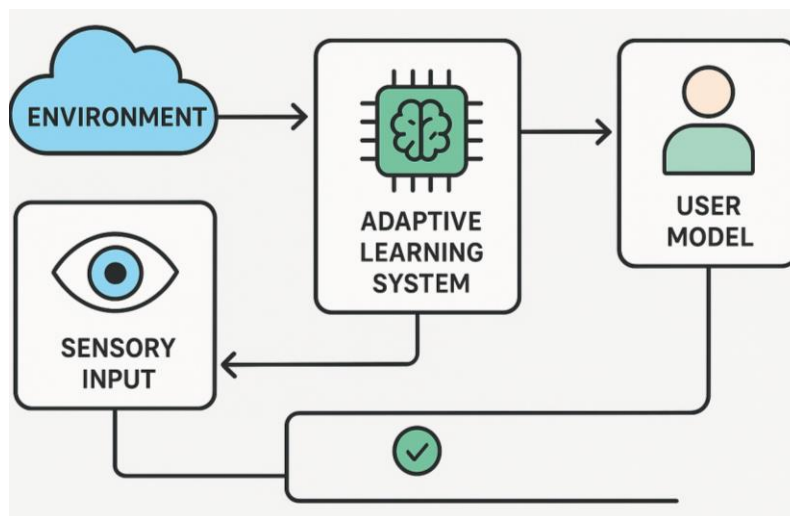 ENVIRONMENT
ADAPTIVE
LEARNING
SYSTEM
USER
MODEL
SENSORY
INPUT